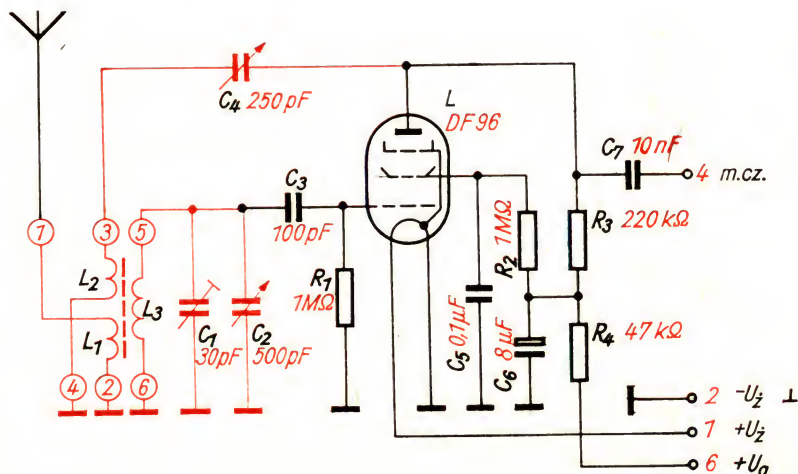 C4 250pF
L
DF96
C7 10nF
4 m.cz.
C3
100pF
R1
1MΩ
R2 1MΩ
R3 220kΩ
1
3
5
L2
L1
L3
C1
30pF
C2
500pF
C5 0,1µF
C6 8µF
R4 47kΩ
4
2
6
2 -Uż ⊥
1 +Uż
6 +Ua